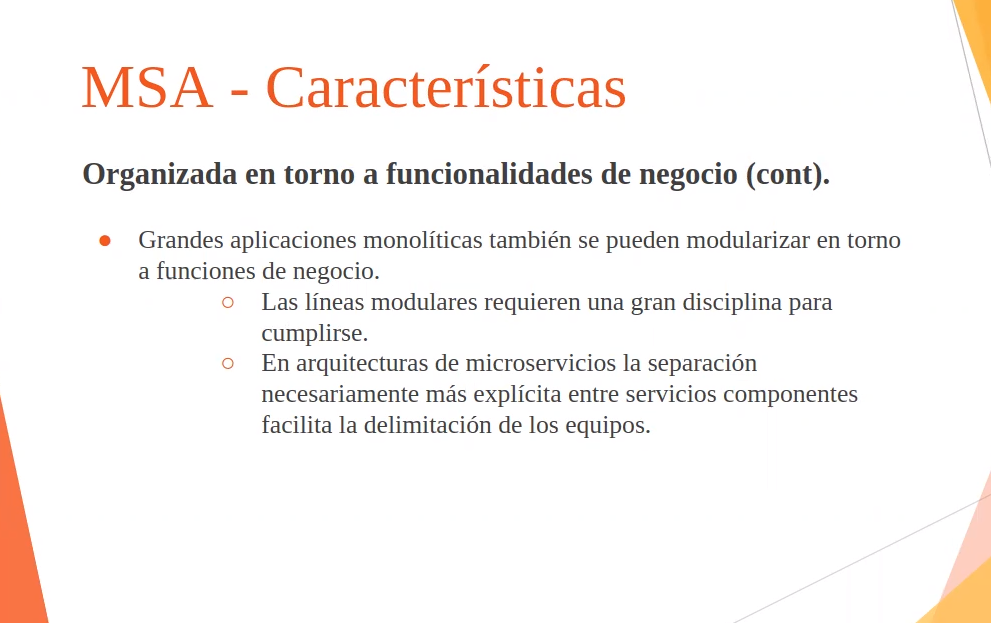 MSA - Características
Organizada en torno a funcionalidades de negocio (cont).
● Grandes aplicaciones monolíticas también se pueden modularizar en torno
a funciones de negocio.
○ Las líneas modulares requieren una gran disciplina para
cumplirse.
○ En arquitecturas de microservicios la separación
necesariamente más explícita entre servicios componentes
facilita la delimitación de los equipos.